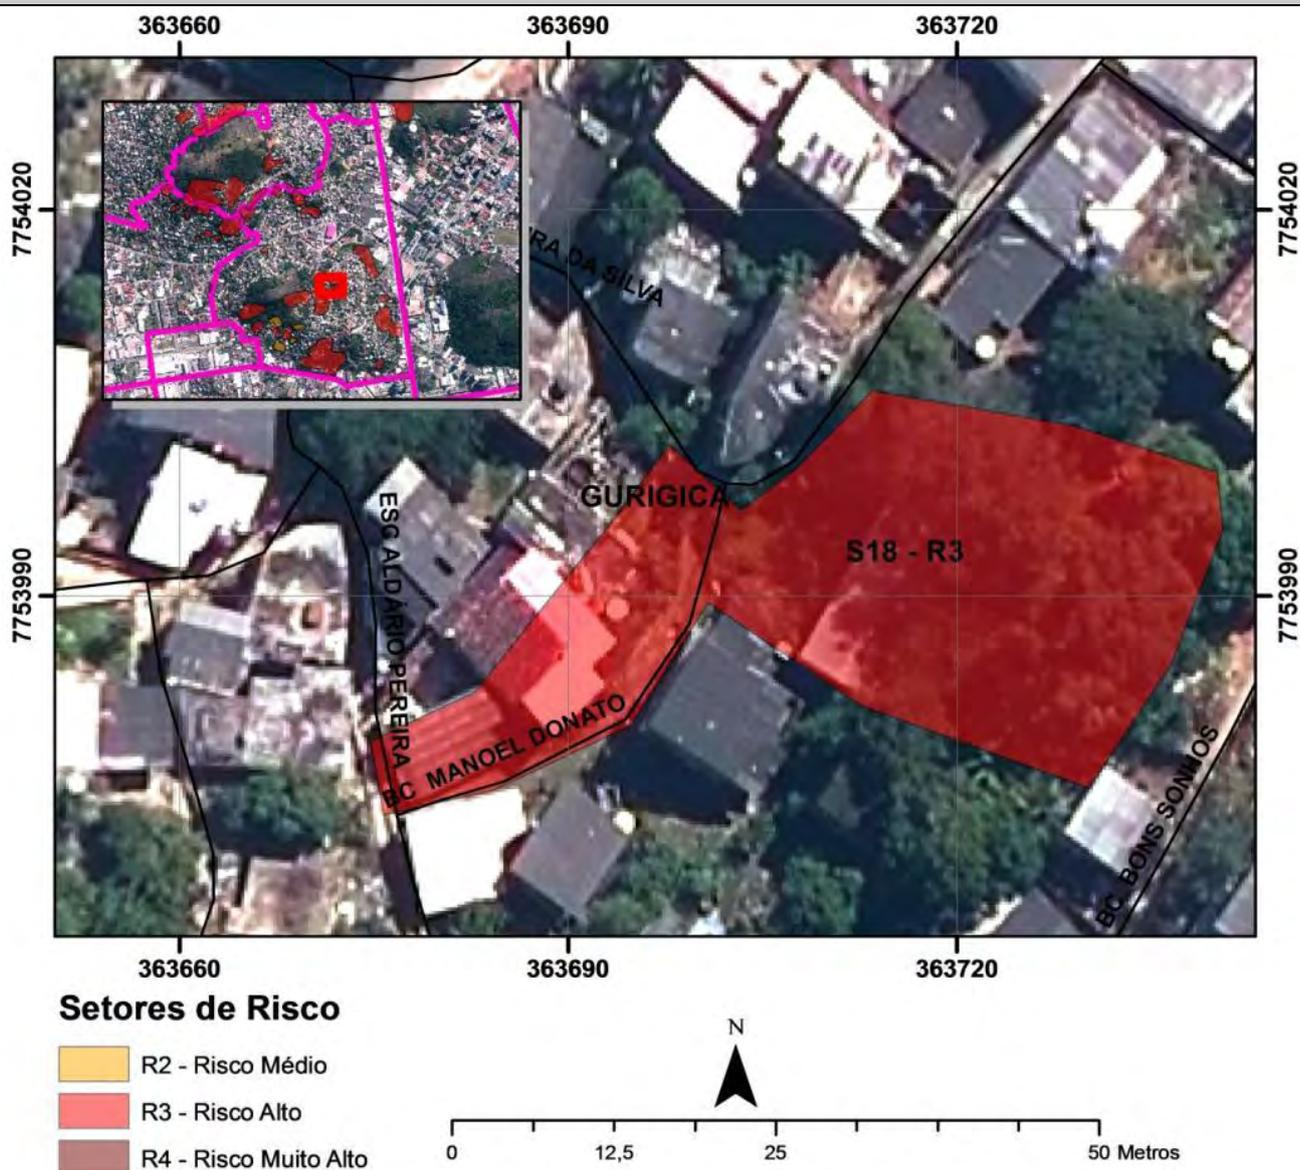 363660 363690 363720
7754020
7754020
RA DA SILVA
GURIGICA
S18 - R3
ESC ALDÁRIO PEREIRA
7753990
7753990
BC MANOEL DONATO
BC. BONS SONMOS
363660 363690 363720
Setores de Risco
R2 - Risco Médio
R3 - Risco Alto
R4 - Risco Muito Alto
N
0 12,5 25 50 Metros